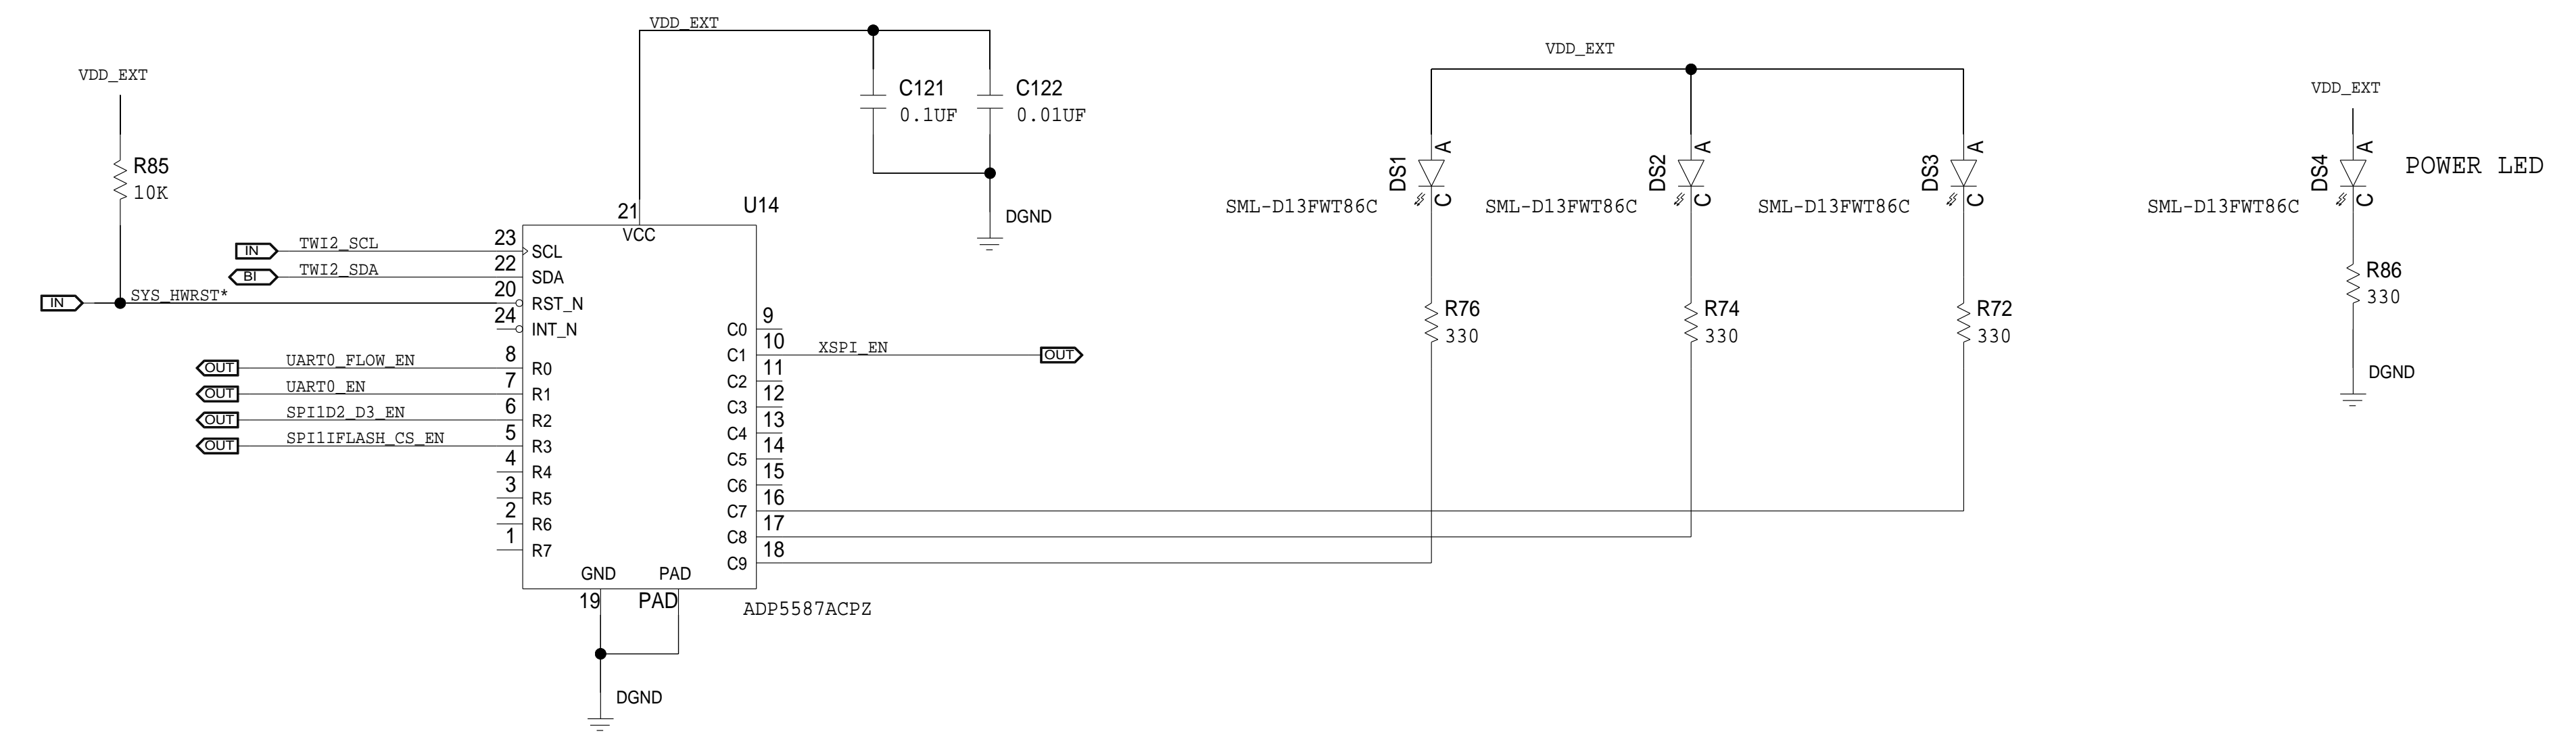 VDD_EXT
VDD_EXT
VDD_EXT
VDD_EXT
C121
0.1UF
C122
0.01UF
R85
10K
DS1
A
C
SML-D13FWT86C
DS2
A
C
SML-D13FWT86C
DS3
A
C
SML-D13FWT86C
DS4
A
C
SML-D13FWT86C
POWER LED
DGND
21
U14
VCC
IN TWI2_SCL 23 SCL
BI TWI2_SDA 22 SDA
IN SYS_HWRST* 20 RST_N
24 INT_N
OUT UART0_FLOW_EN 8 R0
OUT UART0_EN 7 R1
OUT SPI1D2_D3_EN 6 R2
OUT SPI1IFLASH_CS_EN 5 R3
4 R4
3 R5
2 R6
1 R7
C0 9
C1 10 XSPI_EN OUT
C2 11
C3 12
C4 13
C5 14
C6 15
C7 16
C8 17
C9 18
R76
330
R74
330
R72
330
R86
330
DGND
GND PAD
19 PAD
ADP5587ACPZ
DGND